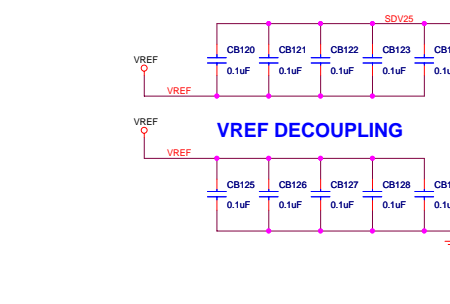 SDV25
CB120 CB121 CB122 CB123
VREF
0.1uF 0.1uF 0.1uF 0.1uF
VREF
VREF
VREF DECOUPLING
VREF
CB125 CB126 CB127 CB128
0.1uF 0.1uF 0.1uF 0.1uF